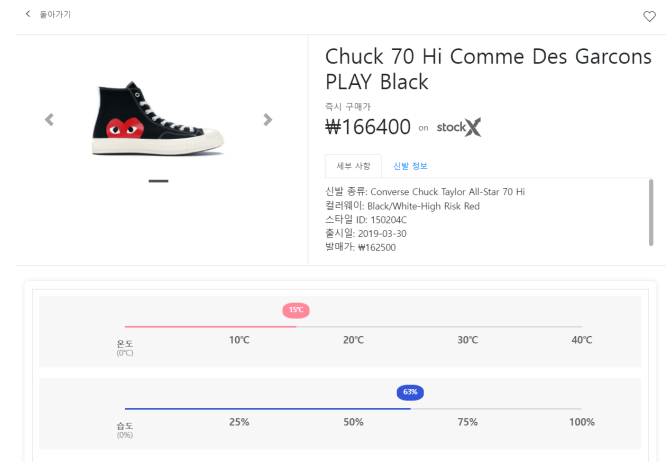 돌아가기
Chuck 70 Hi Comme Des Garcons
PLAY Black
즉시 구매가
₩166400 on stockX
세부 사항 신발 정보
신발 종류: Converse Chuck Taylor All-Star 70 Hi
컬러웨이: Black/White-High Risk Red
스타일 ID: 150204C
출시일: 2019-03-30
발매가: ₩162500
15℃
온도 10℃ 20℃ 30℃ 40℃
(0℃)
63%
습도 25% 50% 75% 100%
(0%)